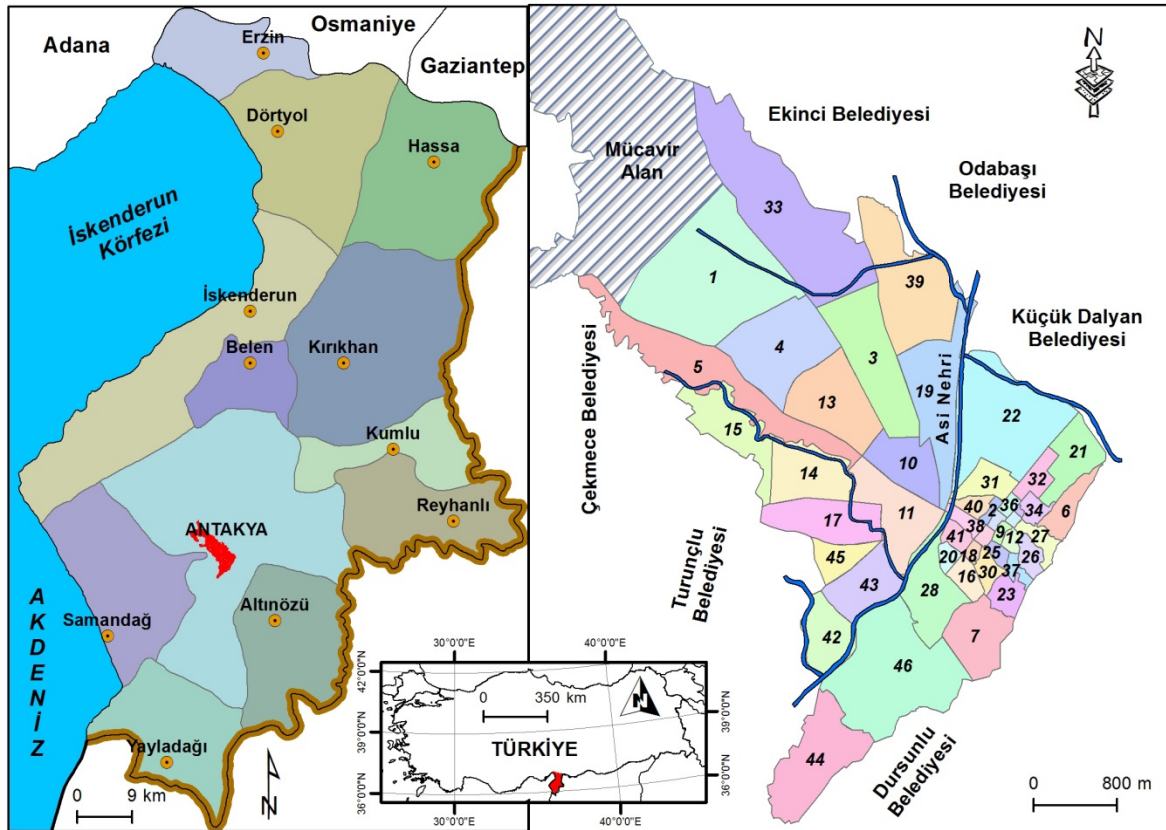 Adana
Osmaniye
Gaziantep
Erzin
Dörtyol
Hassa
İskenderun
Körfezi
İskenderun
Belen
Kırıkhan
Kumlu
Reyhanlı
ANTAKYA
Samandağ
Altınözü
Yayladağı
AKDENİZ
0 9 km
N
30°0'0"E
40°0'0"E
42°0'0"N
39°0'0"N
36°0'0"N
39°0'0"N
36°0'0"N
0 350 km
N
TÜRKİYE
30°0'0"E
40°0'0"E
N
Mücavir
Alan
Ekinci Belediyesi
Odabaşı
Belediyesi
Küçük Dalyan
Belediyesi
Çekmece Belediyesi
Turunçlu
Belediyesi
Dursunlu
Belediyesi
Asi Nehri
33
1
39
4
3
5
13
19
22
15
10
21
14
31
32
40
2
36
34
6
17
11
41
38
9
12
27
45
20
18
25
26
43
28
16
30
37
23
42
7
46
44
0 800 m